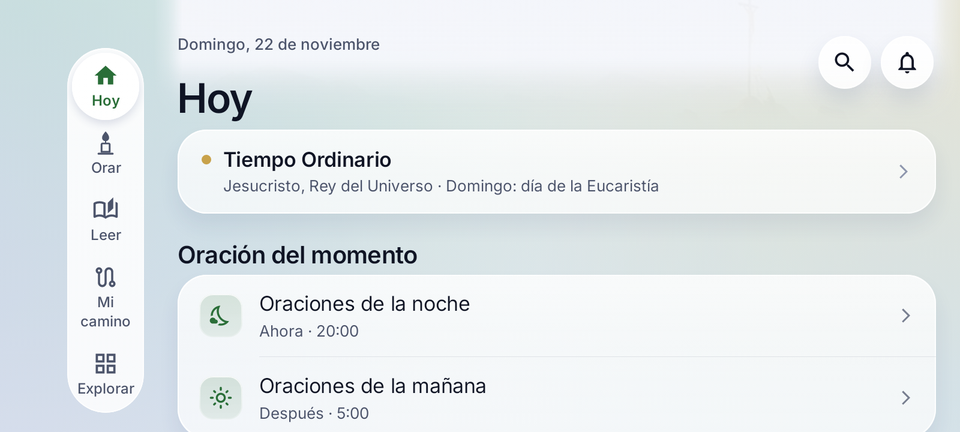 Domingo, 22 de noviembre
Hoy
Hoy
Orar
Leer
Mi
camino
Explorar
Tiempo Ordinario
Jesucristo, Rey del Universo · Domingo: día de la Eucaristía
Oración del momento
Oraciones de la noche
Ahora · 20:00
Oraciones de la mañana
Después · 5:00